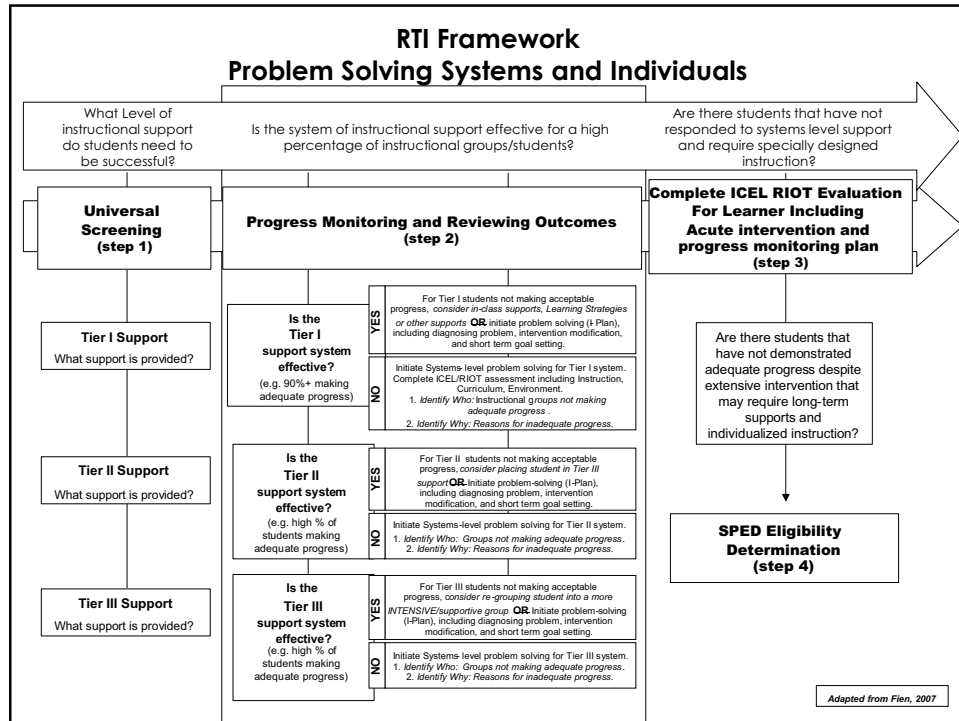 RTI Framework
Problem Solving Systems and Individuals
What Level of
instructional support
do students need to
be successful?
Is the system of instructional support effective for a high
percentage of instructional groups/students?
Are there students that have not
responded to systems level support
and require specially designed
instruction?
Universal
Screening
(step 1)
Progress Monitoring and Reviewing Outcomes
(step 2)
Complete ICEL RIOT Evaluation
For Learner Including
Acute intervention and
progress monitoring plan
(step 3)
Tier I Support
What support is provided?
Is the
Tier I
support system
effective?
(e.g. 90%+ making
adequate progress)
YES
For Tier I students not making acceptable
progress, consider in-class supports, Learning Strategies
or other supports OR initiate problem solving (I-Plan),
including diagnosing problem, intervention modification,
and short term goal setting.
NO
Initiate Systems- level problem solving for Tier I system.
Complete ICEL/RIOT assessment including Instruction,
Curriculum, Environment.
1. Identify Who: Instructional groups not making
adequate progress .
2. Identify Why: Reasons for inadequate progress.
Tier II Support
What support is provided?
Is the
Tier II
support system
effective?
(e.g. high % of
students making
adequate progress)
YES
For Tier II students not making acceptable
progress, consider placing student in Tier III
support OR Initiate problem-solving (I-Plan),
including diagnosing problem, intervention
modification, and short term goal setting.
NO
Initiate Systems-level problem solving for Tier II system.
1. Identify Who: Groups not making adequate progress.
2. Identify Why: Reasons for inadequate progress.
Tier III Support
What support is provided?
Is the
Tier III
support system
effective?
(e.g. high % of
students making
adequate progress)
YES
For Tier III students not making acceptable
progress, consider re-grouping student into a more
INTENSIVE/supportive group OR Initiate problem-solving
(I-Plan), including diagnosing problem, intervention
modification, and short term goal setting.
NO
Initiate Systems- level problem solving for Tier III system.
1. Identify Who: Groups not making adequate progress.
2. Identify Why: Reasons for inadequate progress.
Are there students that
have not demonstrated
adequate progress despite
extensive intervention that
may require long-term
supports and
individualized instruction?
SPED Eligibility
Determination
(step 4)
Adapted from Fien, 2007